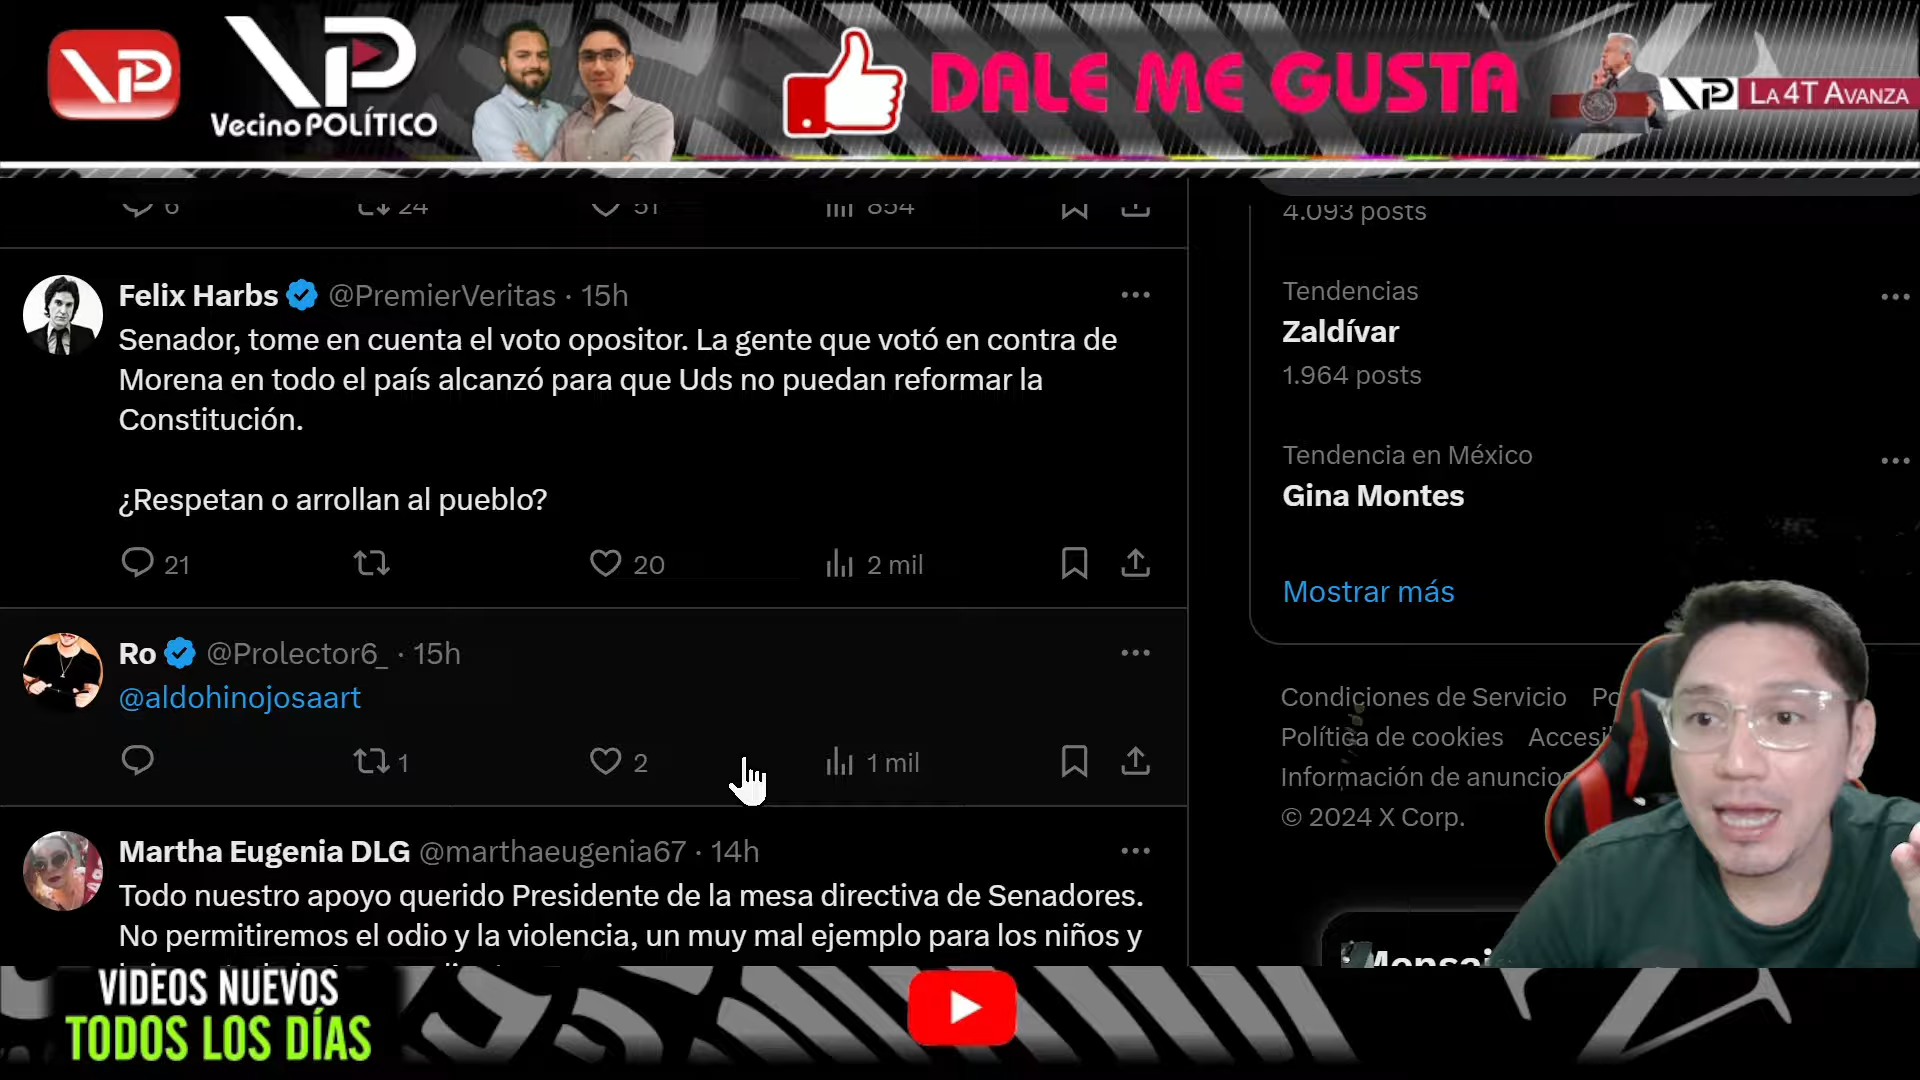 VP
VP
Vecino POLÍTICO
DALE ME GUSTA
VP LA 4T AVANZA
6 24 51 854
4.093 posts
Felix Harbs @PremierVeritas · 15h
Senador, tome en cuenta el voto opositor. La gente que votó en contra de
Morena en todo el país alcanzó para que Uds no puedan reformar la
Constitución.
¿Respetan o arrollan al pueblo?
21 20 2 mil
Tendencias
Zaldívar
1.964 posts
Tendencia en México
Gina Montes
Mostrar más
Ro @Prolector6_ · 15h
@aldohinojosaart
1 2 1 mil
Condiciones de Servicio Po
Política de cookies Accesi
Información de anuncios
© 2024 X Corp.
Martha Eugenia DLG @marthaeugenia67 · 14h
Todo nuestro apoyo querido Presidente de la mesa directiva de Senadores.
No permitiremos el odio y la violencia, un muy mal ejemplo para los niños y
Mensaj
VIDEOS NUEVOS
TODOS LOS DÍAS